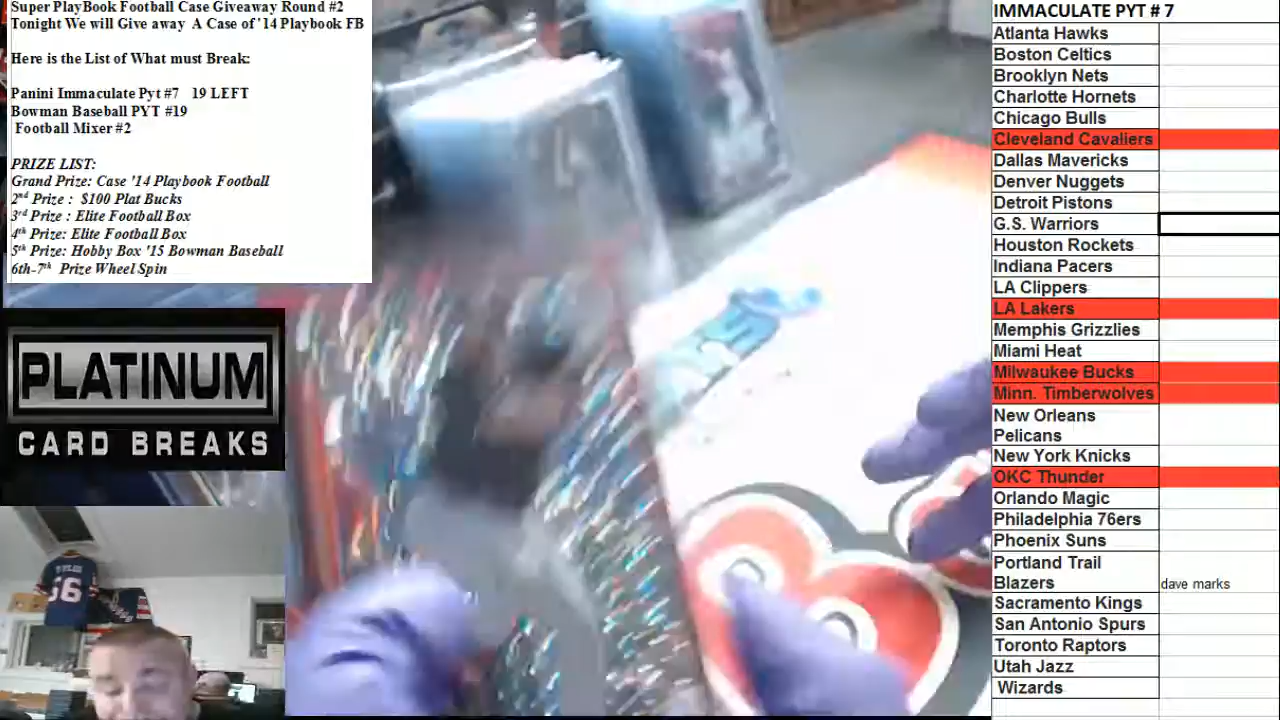 Super PlayBook Football Case Giveaway Round #2
Tonight We will Give away A Case of '14 Playbook FB
Here is the List of What must Break:
Panini Immaculate Pyt #7 19 LEFT
Bowman Baseball PYT #19
Football Mixer #2
PRIZE LIST:
Grand Prize: Case '14 Playbook Football
2nd Prize : $100 Plat Bucks
3rd Prize : Elite Football Box
4th Prize: Elite Football Box
5th Prize: Hobby Box '15 Bowman Baseball
6th-7th Prize Wheel Spin
PLATINUM
CARD BREAKS
56
IMMACULATE PYT # 7
Atlanta Hawks
Boston Celtics
Brooklyn Nets
Charlotte Hornets
Chicago Bulls
Cleveland Cavaliers
Dallas Mavericks
Denver Nuggets
Detroit Pistons
G.S. Warriors
Houston Rockets
Indiana Pacers
LA Clippers
LA Lakers
Memphis Grizzlies
Miami Heat
Milwaukee Bucks
Minn. Timberwolves
New Orleans
Pelicans
New York Knicks
OKC Thunder
Orlando Magic
Philadelphia 76ers
Phoenix Suns
Portland Trail
Blazers dave marks
Sacramento Kings
San Antonio Spurs
Toronto Raptors
Utah Jazz
Wizards